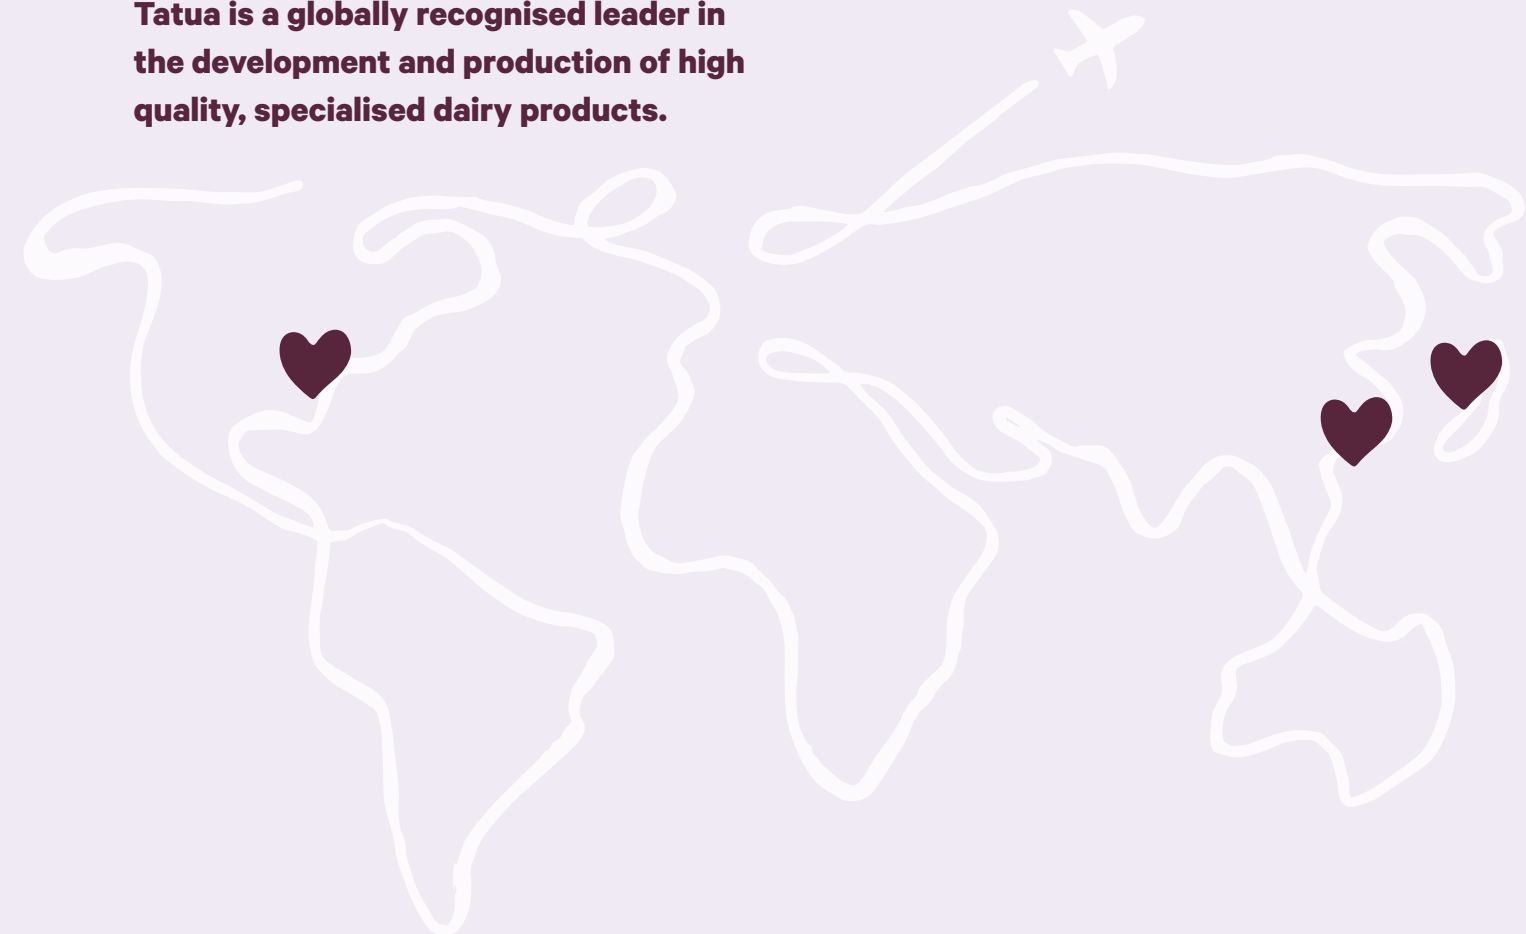 Tatua is a globally recognised leader in
the development and production of high
quality, specialised dairy products.